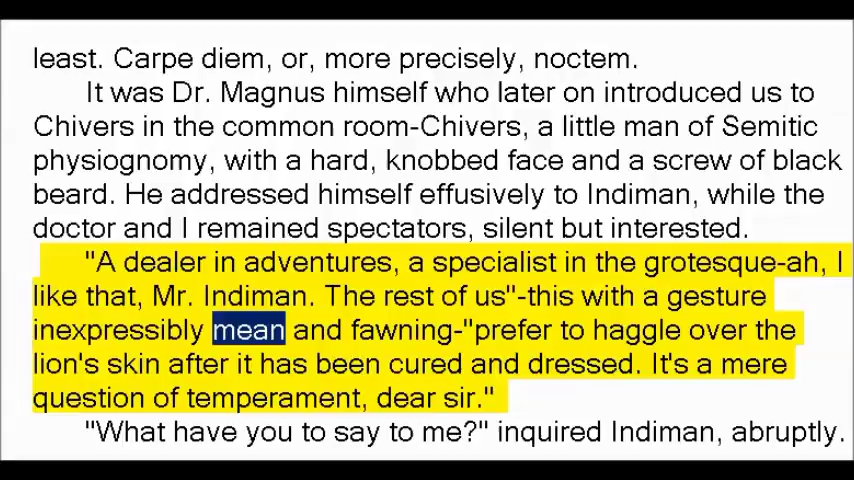 least. Carpe diem, or, more precisely, noctem.
It was Dr. Magnus himself who later on introduced us to
Chivers in the common room-Chivers, a little man of Semitic
physiognomy, with a hard, knobbed face and a screw of black
beard. He addressed himself effusively to Indiman, while the
doctor and I remained spectators, silent but interested.
"A dealer in adventures, a specialist in the grotesque-ah, I
like that, Mr. Indiman. The rest of us"-this with a gesture
inexpressibly mean and fawning-"prefer to haggle over the
lion's skin after it has been cured and dressed. It's a mere
question of temperament, dear sir."
"What have you to say to me?" inquired Indiman, abruptly.